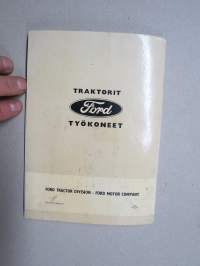 TRAKTORIT
Ford
TYÖKONEET
FORD TRACTOR DIVISION - FORD MOTOR COMPANY